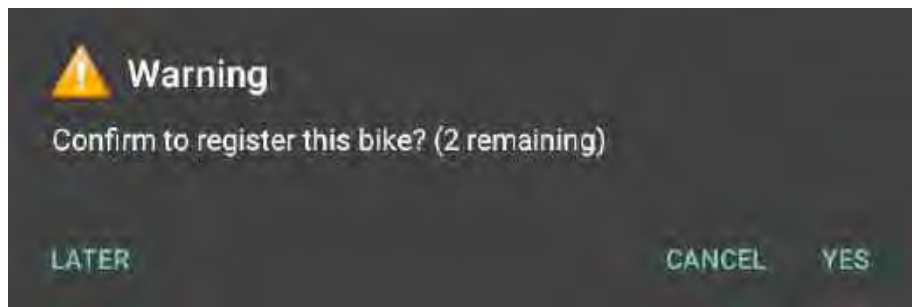 Warning
Confirm to register this bike? (2 remaining)
LATER CANCEL YES